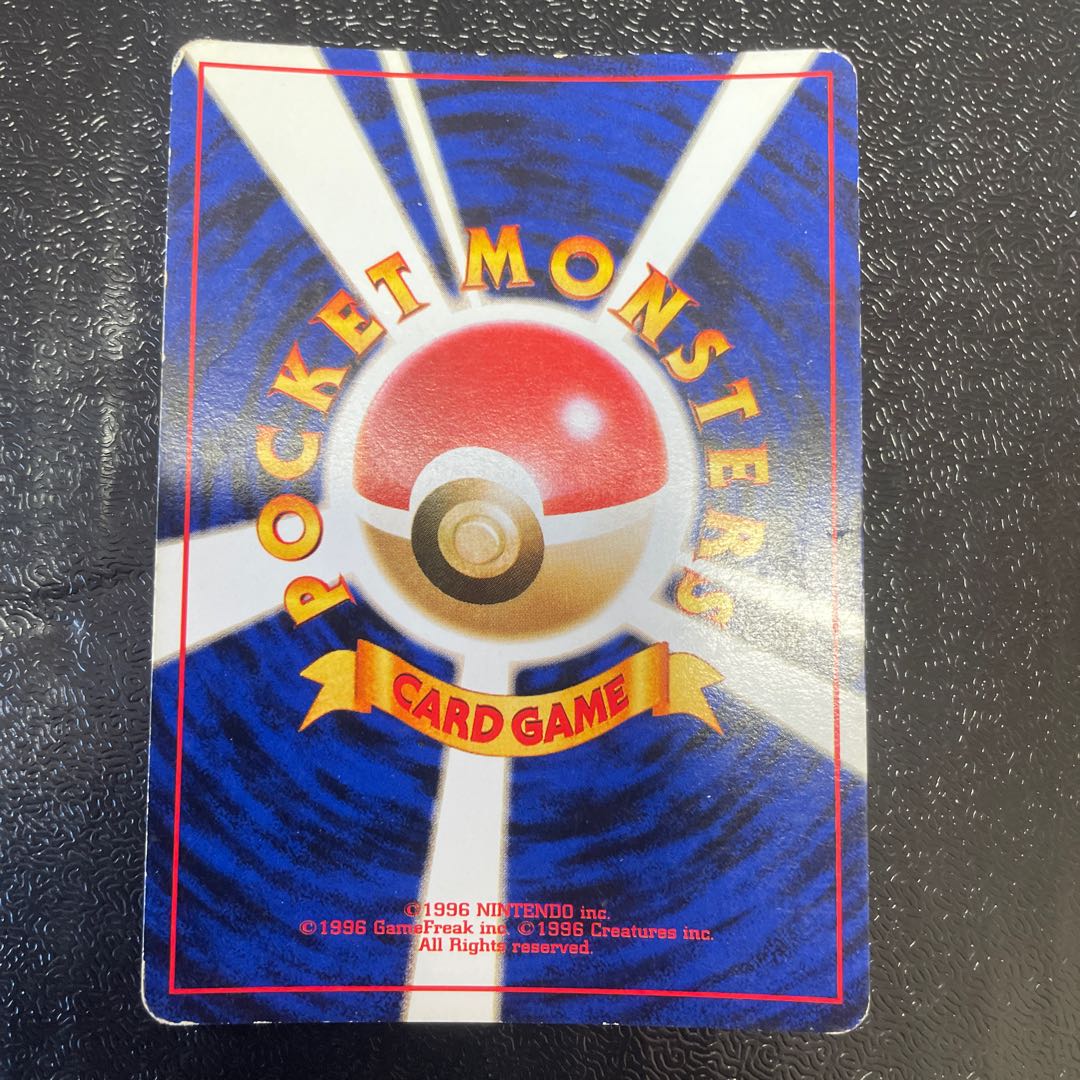 POCKET MONSTERS
CARD GAME
©1996 NINTENDO inc.
©1996 GameFreak inc. ©1996 Creatures inc.
All Rights reserved.